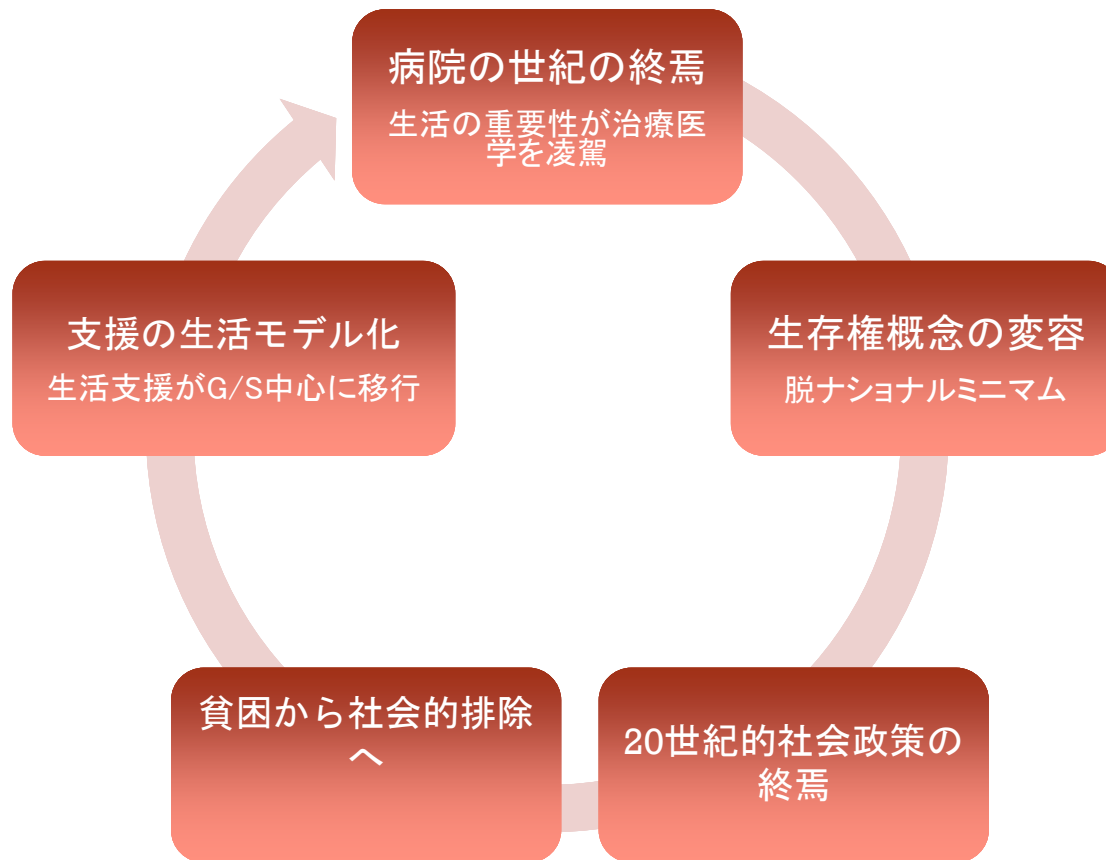 病院の世紀の終焉
生活の重要性が治療医
学を凌駕
生存権概念の変容
脱ナショナルミニマム
20世紀的社会政策の
終焉
貧困から社会的排除
へ
支援の生活モデル化
生活支援がG/S中心に移行